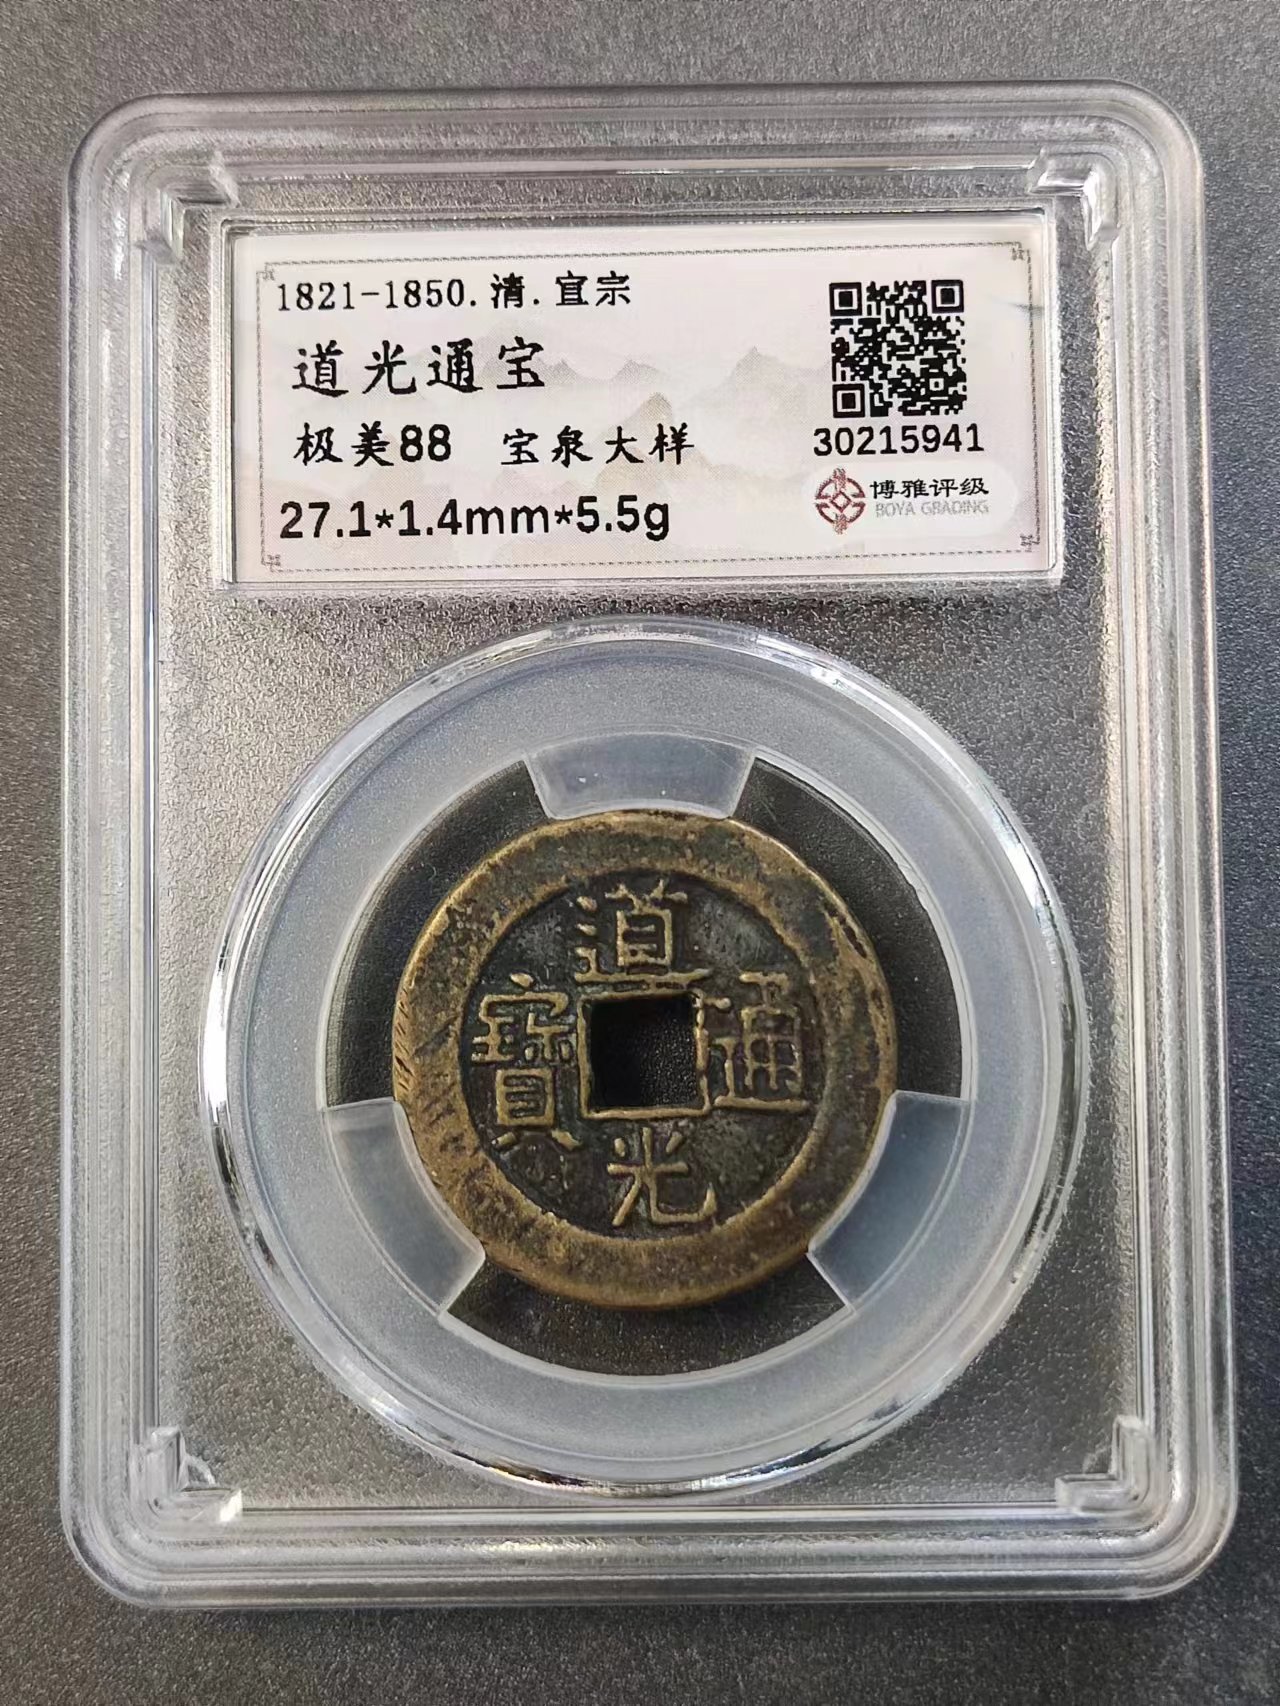 1821-1850.清.宣宗
道光通宝
极美88 宝泉大样
27.1*1.4mm*5.5g
30215941
博雅评级
BOYA GRADING
道光通寶